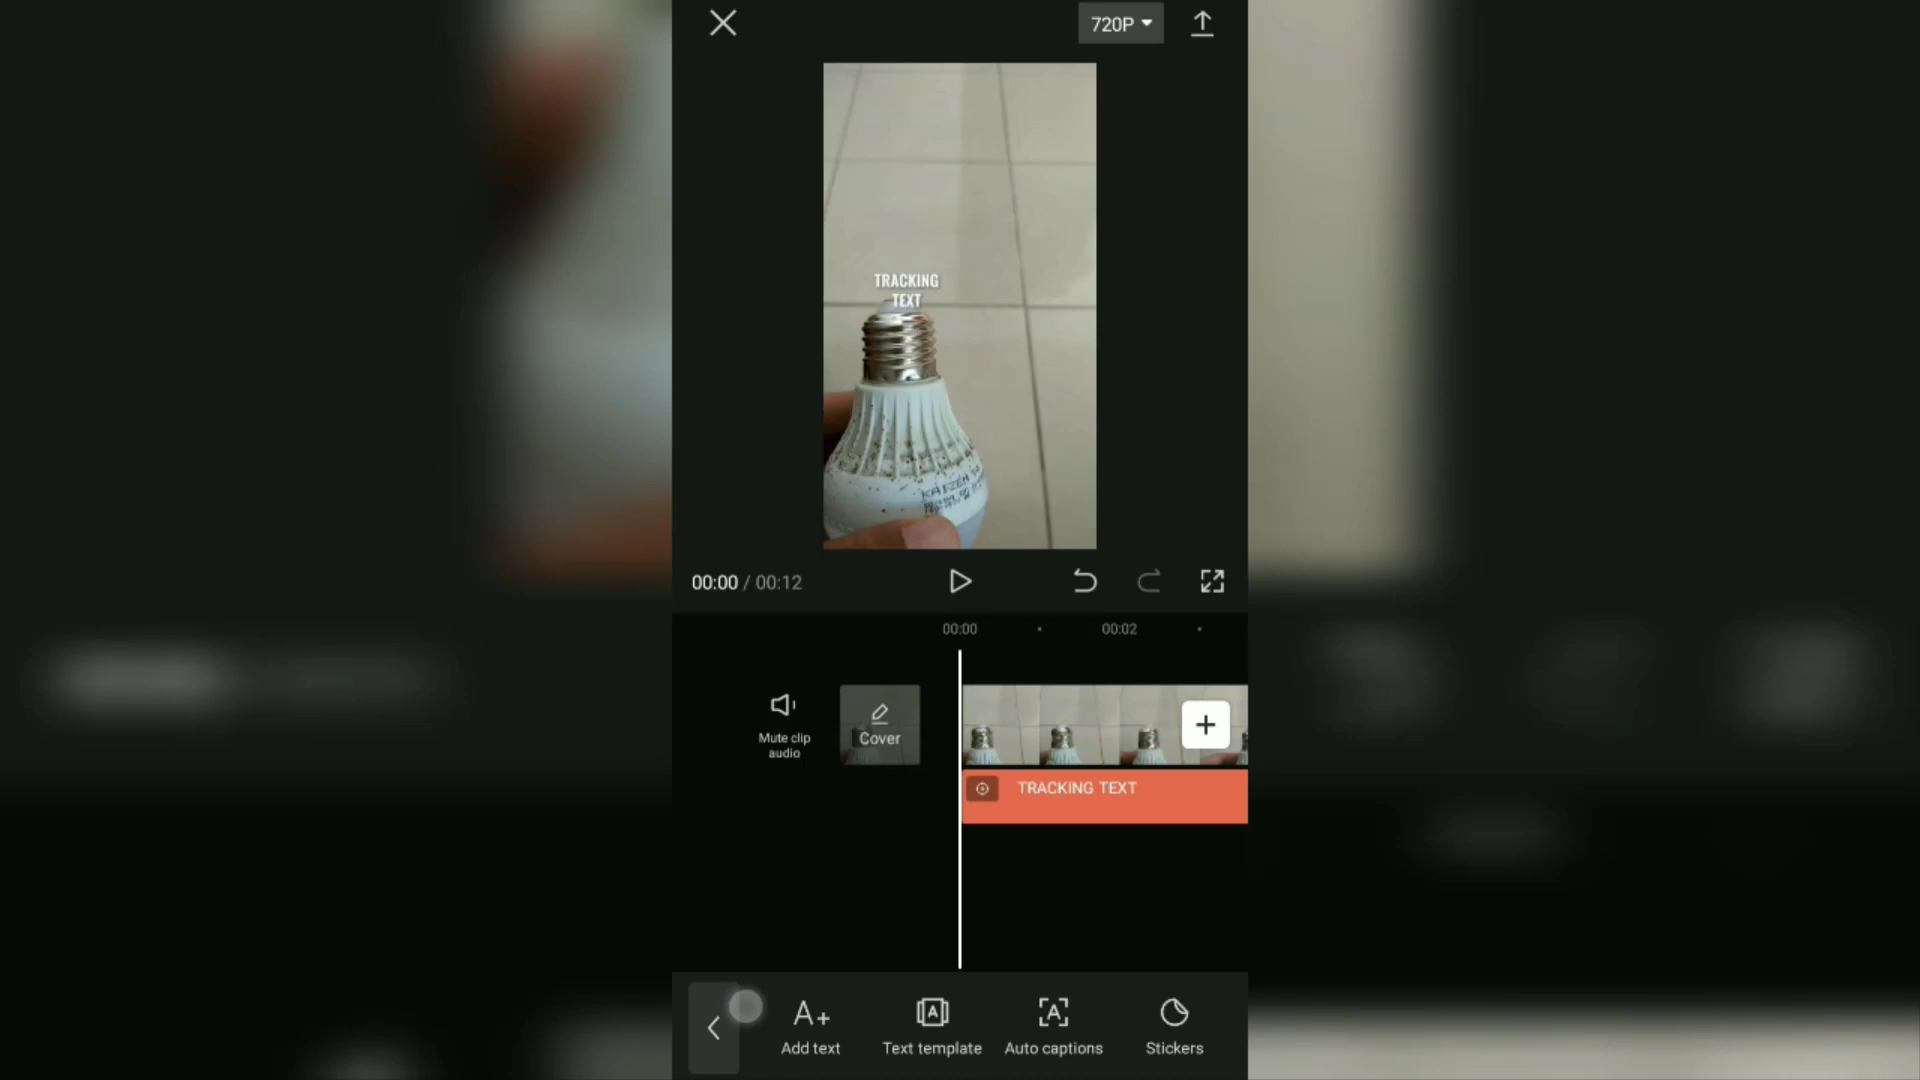 720P
TRACKING
TEXT
KAIZEN
00:00 / 00:12
00:00
00:02
Mute clip
audio
Cover
TRACKING TEXT
Add text
Text template
Auto captions
Stickers